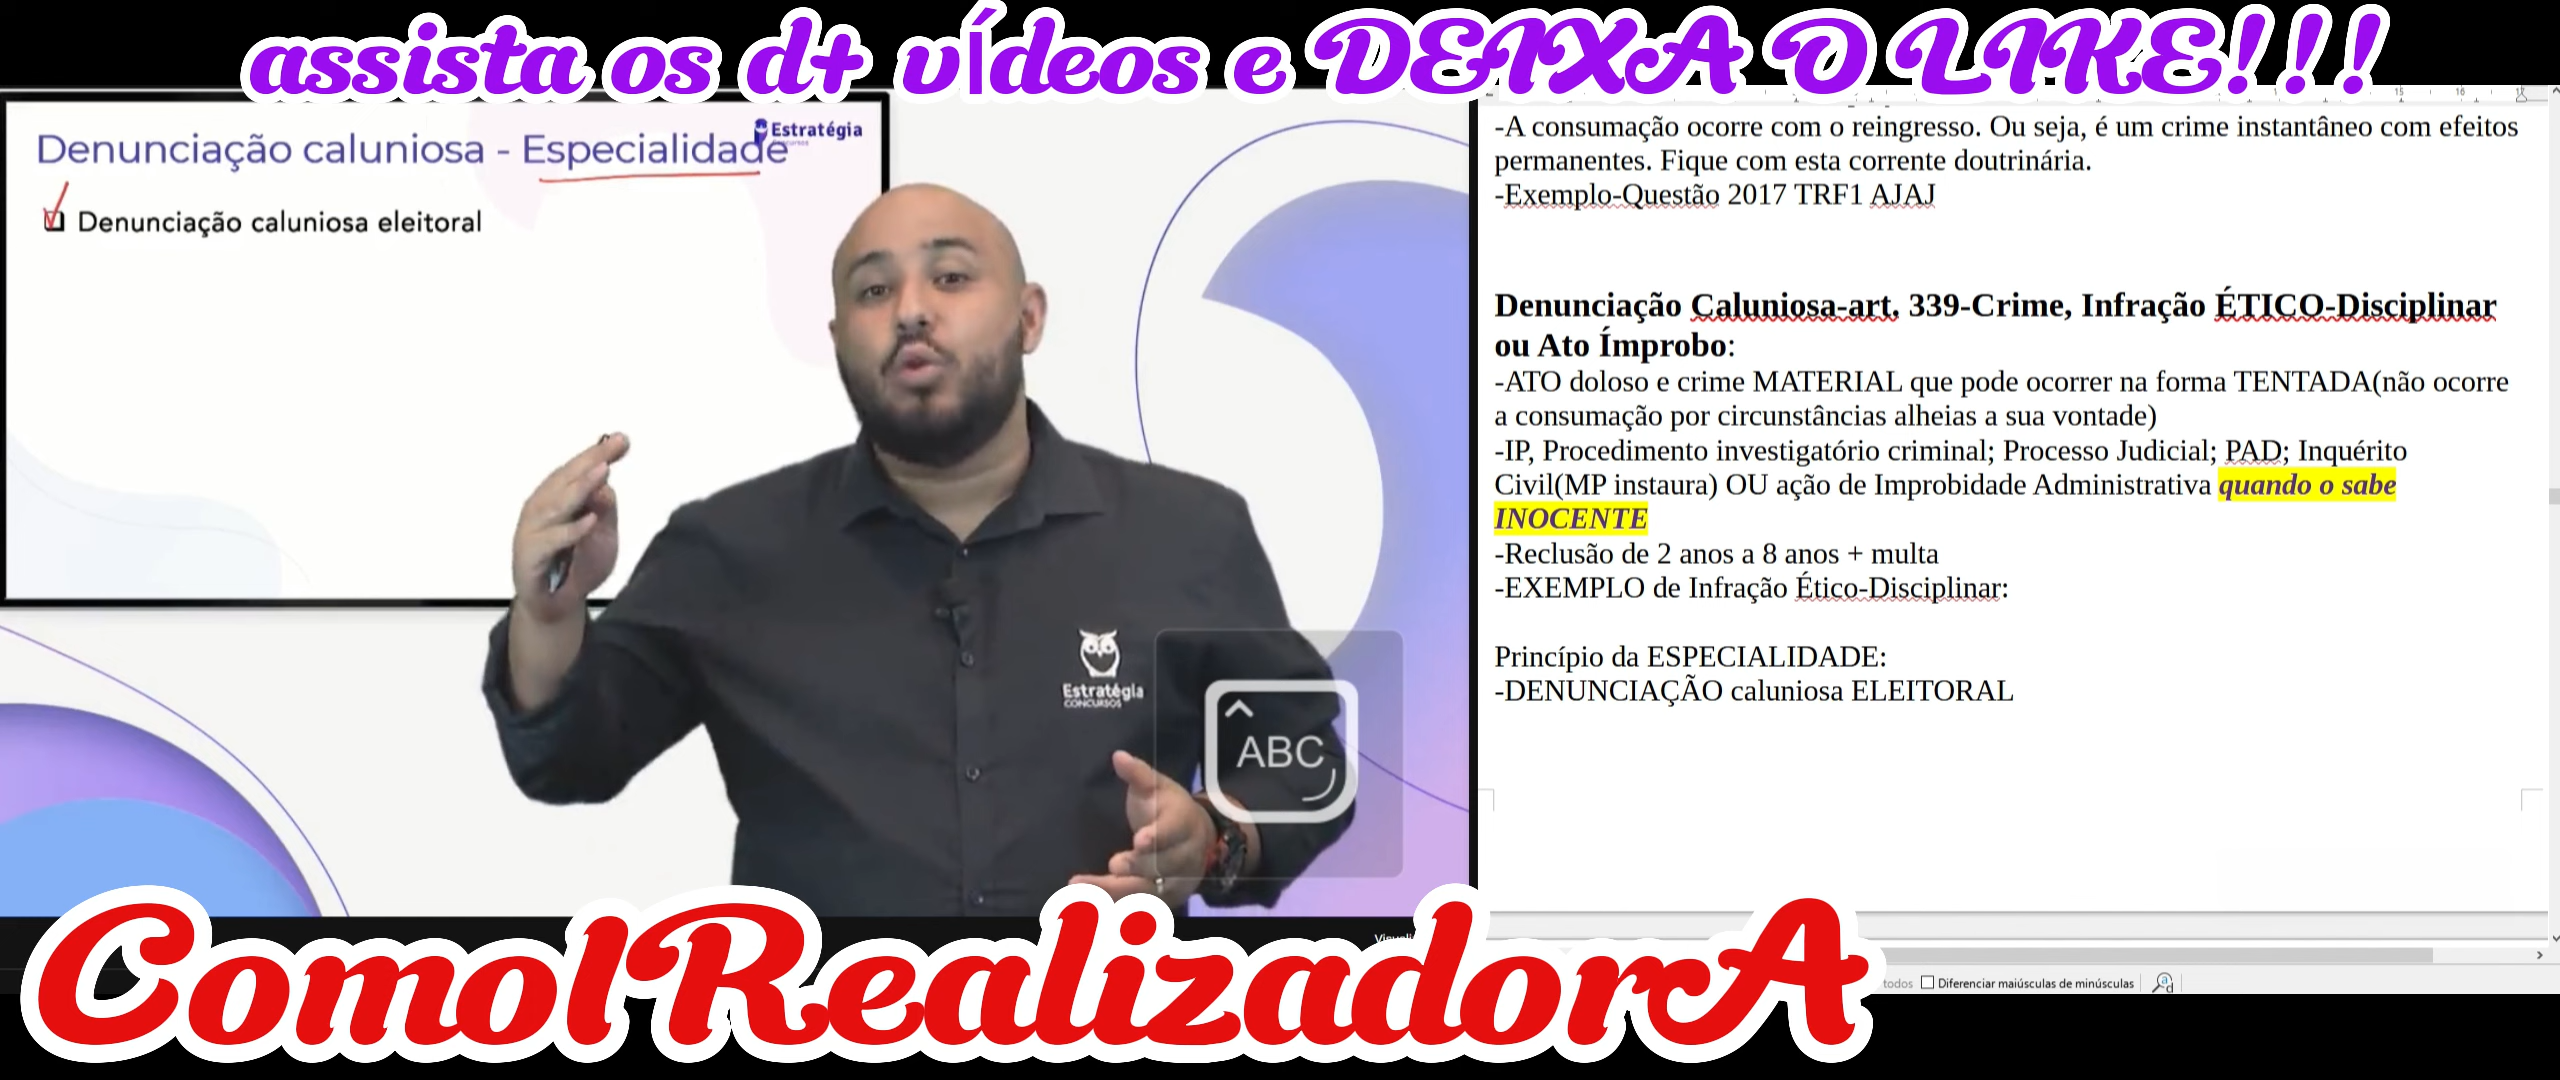 assista os d+ vÍdeos e DEIXA O LIKE!!!
Estratégia
Denunciação caluniosa - Especialidade
Denunciação caluniosa eleitoral
Estratégia
CONCURSOS
ABC
-A consumação ocorre com o reingresso. Ou seja, é um crime instantâneo com efeitos
permanentes. Fique com esta corrente doutrinária.
-Exemplo-Questão 2017 TRF1 AJAJ
Denunciação Caluniosa-art. 339-Crime, Infração ÉTICO-Disciplinar
ou Ato Ímprobo:
-ATO doloso e crime MATERIAL que pode ocorrer na forma TENTADA(não ocorre
a consumação por circunstâncias alheias a sua vontade)
-IP, Procedimento investigatório criminal; Processo Judicial; PAD; Inquérito
Civil(MP instaura) OU ação de Improbidade Administrativa quando o sabe
INOCENTE
-Reclusão de 2 anos a 8 anos + multa
-EXEMPLO de Infração Ético-Disciplinar:
Princípio da ESPECIALIDADE:
-DENUNCIAÇÃO caluniosa ELEITORAL
todos Diferenciar maiúsculas de minúsculas
ComolRealizadorA